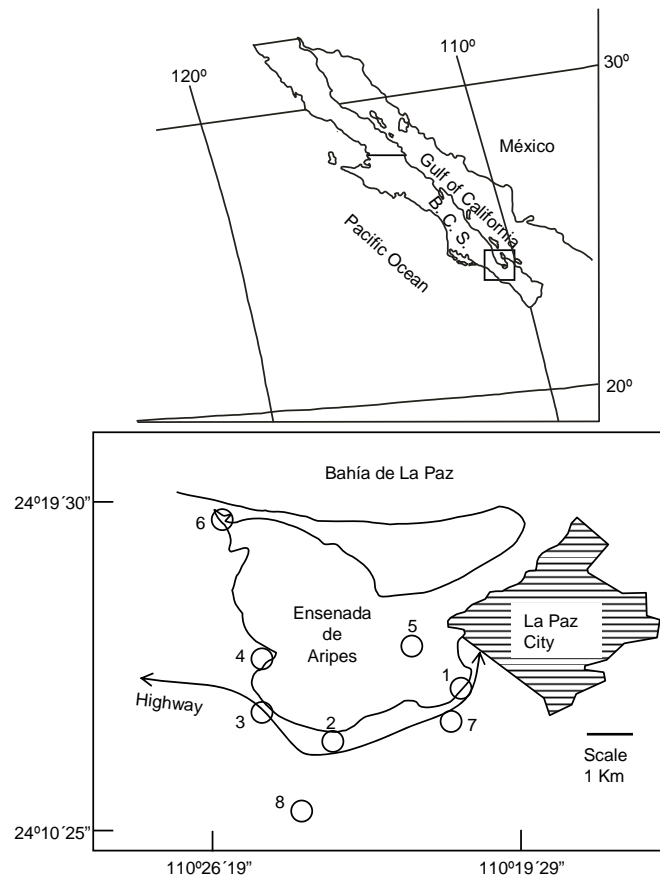 120º
110º
30º
México
Gulf of California
B. C. S.
Pacific Ocean
20º
Bahía de La Paz
24º19´30”
6
Ensenada
de
Aripes
5
La Paz
City
4
1
Highway
3
2
7
Scale
1 Km
8
24º10´25”
110º26´19”
110º19´29”